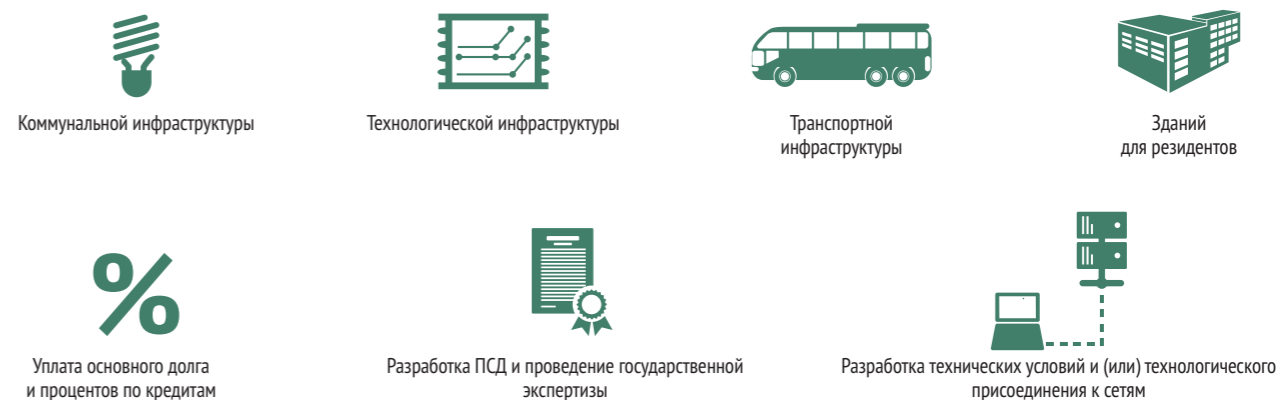 Коммунальной инфраструктуры
Технологической инфраструктуры
Транспортной
инфраструктуры
Зданий
для резидентов
%
Уплата основного долга
и процентов по кредитам
Разработка ПСД и проведение государственной
экспертизы
Разработка технических условий и (или) технологического
присоединения к сетям